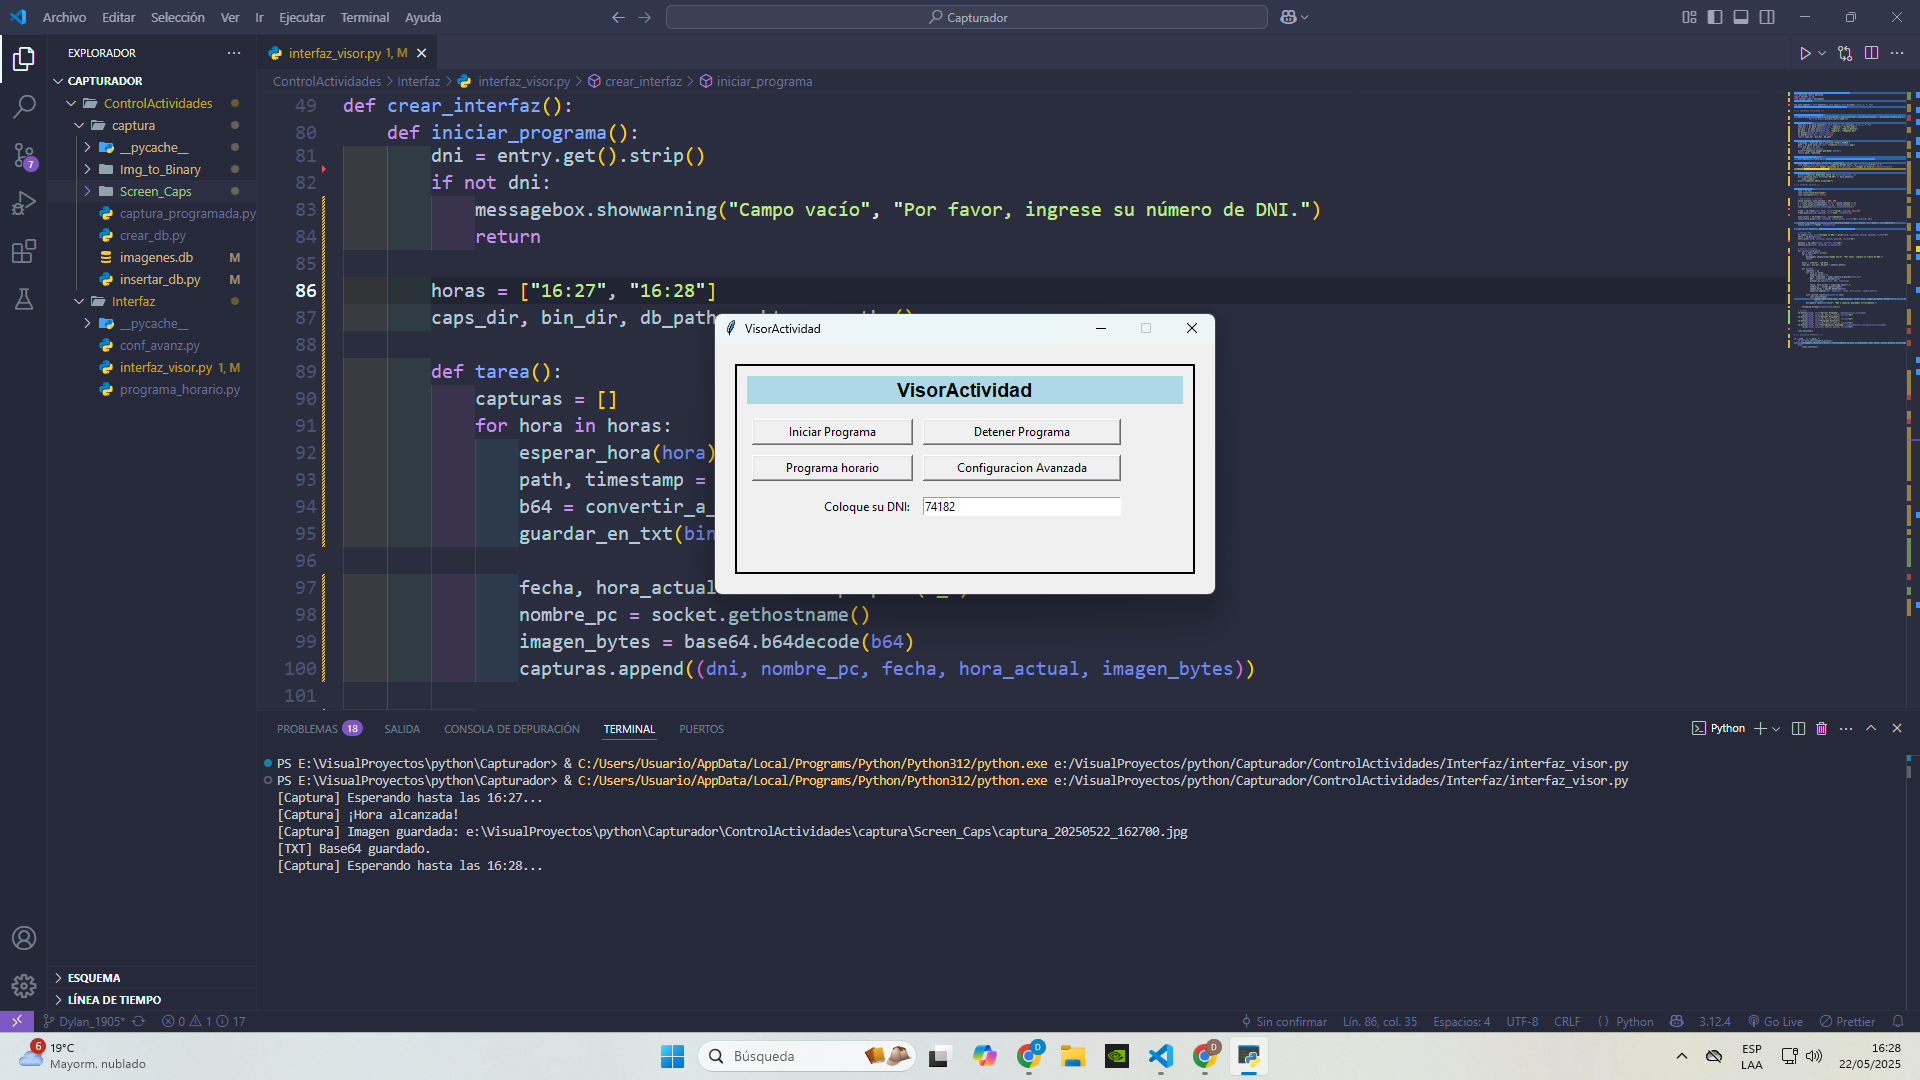 Archivo Editar Selección Ver Ir Ejecutar Terminal Ayuda
Capturador
EXPLORADOR
CAPTURADOR
ControlActividades
captura
__pycache__
Img_to_Binary
Screen_Caps
captura_programada.py
crear_db.py
imagenes.db M
insertar_db.py M
Interfaz
__pycache__
conf_avanz.py
interfaz_visor.py 1, M
programa_horario.py
ESQUEMA
LÍNEA DE TIEMPO
7
interfaz_visor.py 1, M
ControlActividades > Interfaz > interfaz_visor.py > crear_interfaz > iniciar_programa
49 def crear_interfaz():
80 def iniciar_programa():
81 dni = entry.get().strip()
82 if not dni:
83 messagebox.showwarning("Campo vacío", "Por favor, ingrese su número de DNI.")
84 return
85
86 horas = ["16:27", "16:28"]
87 caps_dir, bin_dir, db_path
88
89 def tarea():
90 capturas = []
91 for hora in horas:
92 esperar_hora(hora)
93 path, timestamp =
94 b64 = convertir_a_
95 guardar_en_txt(bin
96
97 fecha, hora_actual
98 nombre_pc = socket.gethostname()
99 imagen_bytes = base64.b64decode(b64)
100 capturas.append((dni, nombre_pc, fecha, hora_actual, imagen_bytes))
101
VisorActividad
VisorActividad
Iniciar Programa Detener Programa
Programa horario Configuracion Avanzada
Coloque su DNI: 74182
PROBLEMAS 18 SALIDA CONSOLA DE DEPURACIÓN TERMINAL PUERTOS
Python
PS E:\VisualProyectos\python\Capturador> & C:/Users/Usuario/AppData/Local/Programs/Python/Python312/python.exe e:/VisualProyectos/python/Capturador/ControlActividades/Interfaz/interfaz_visor.py
PS E:\VisualProyectos\python\Capturador> & C:/Users/Usuario/AppData/Local/Programs/Python/Python312/python.exe e:/VisualProyectos/python/Capturador/ControlActividades/Interfaz/interfaz_visor.py
[Captura] Esperando hasta las 16:27...
[Captura] ¡Hora alcanzada!
[Captura] Imagen guardada: e:\VisualProyectos\python\Capturador\ControlActividades\captura\Screen_Caps\captura_20250522_162700.jpg
[TXT] Base64 guardado.
[Captura] Esperando hasta las 16:28...
Dylan_1905* 0 1 17
Sin confirmar Lín. 86, col. 35 Espacios: 4 UTF-8 CRLF { } Python 3.12.4 Go Live Prettier
6 19°C
Mayorm. nublado
Búsqueda
D
D
ESP
LAA
16:28
22/05/2025